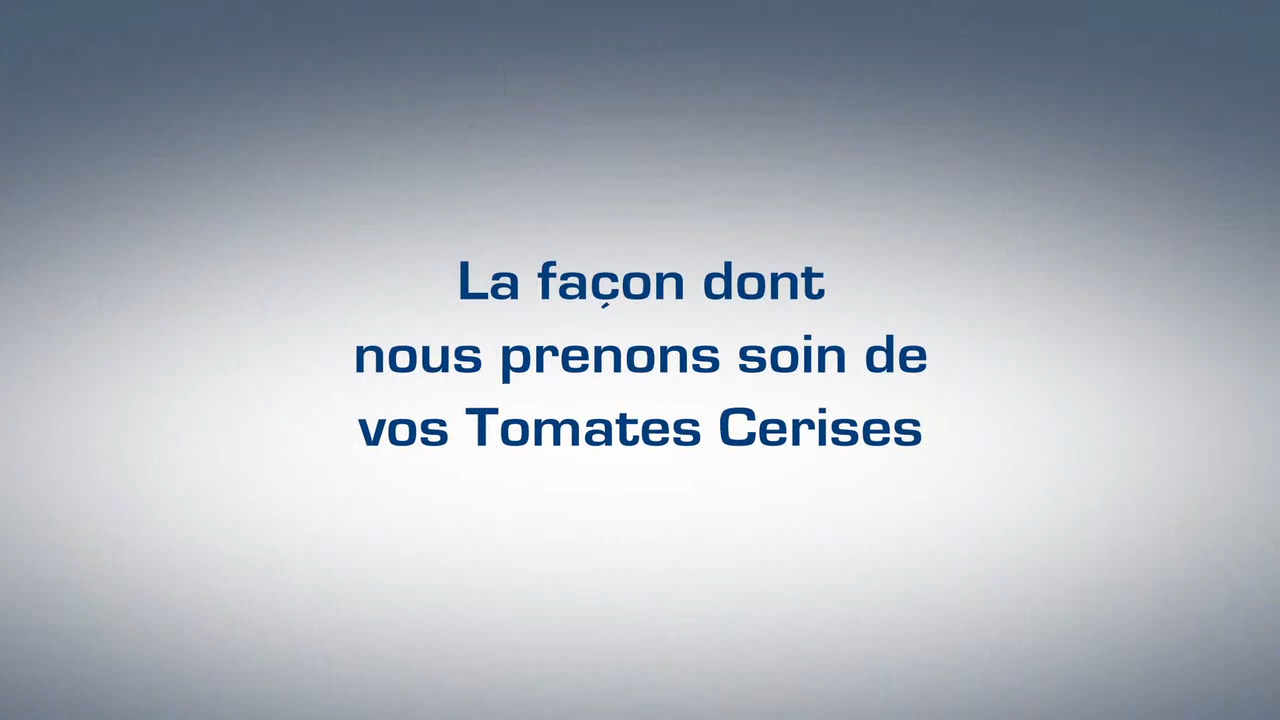 La façon dont
nous prenons soin de
vos Tomates Cerises